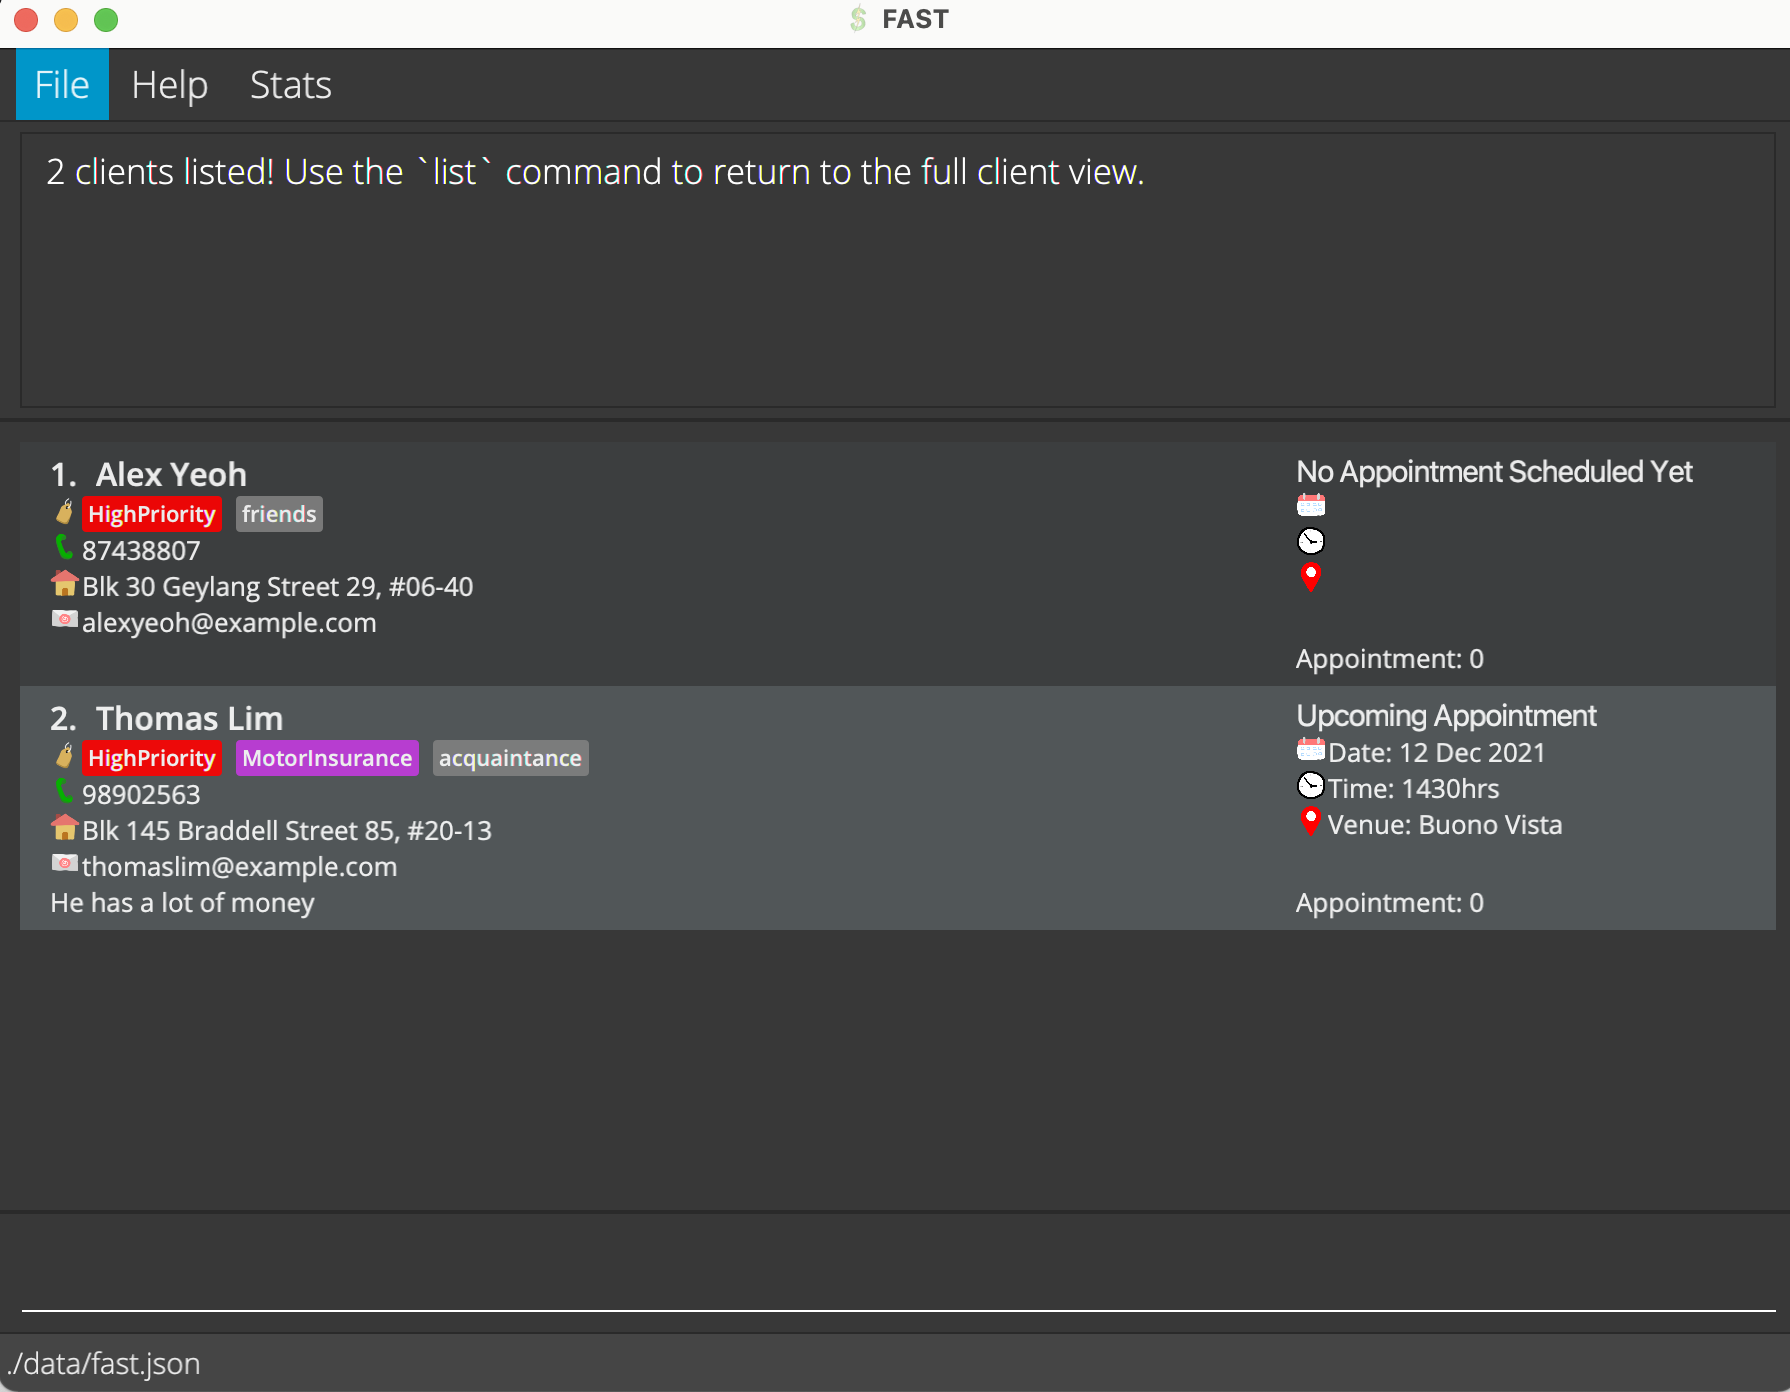 FAST
File Help Stats
2 clients listed! Use the `list` command to return to the full client view.
1. Alex Yeoh
HighPriority friends
87438807
Blk 30 Geylang Street 29, #06-40
alexyeoh@example.com
No Appointment Scheduled Yet
Appointment: 0
2. Thomas Lim
HighPriority MotorInsurance acquaintance
98902563
Blk 145 Braddell Street 85, #20-13
thomaslim@example.com
He has a lot of money
Upcoming Appointment
Date: 12 Dec 2021
Time: 1430hrs
Venue: Buono Vista
Appointment: 0
./data/fast.json